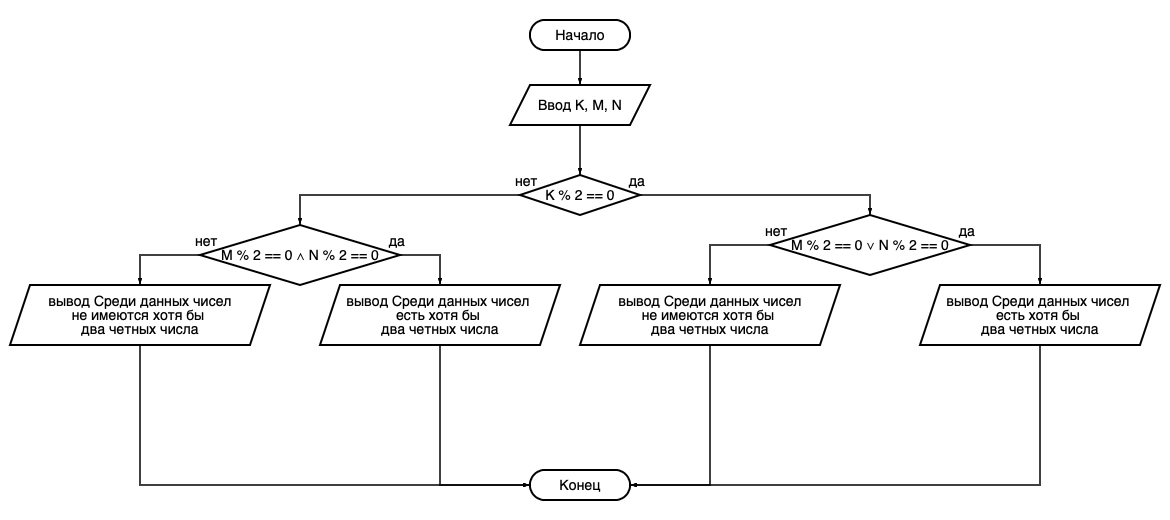 Начало
Ввод K, M, N
нет
да
K % 2 == 0
нет
да
M % 2 == 0 ∧ N % 2 == 0
нет
да
M % 2 == 0 ∨ N % 2 == 0
вывод Среди данных чисел
не имеются хотя бы
два четных числа
вывод Среди данных чисел
есть хотя бы
два четных числа
вывод Среди данных чисел
не имеются хотя бы
два четных числа
вывод Среди данных чисел
есть хотя бы
два четных числа
Конец